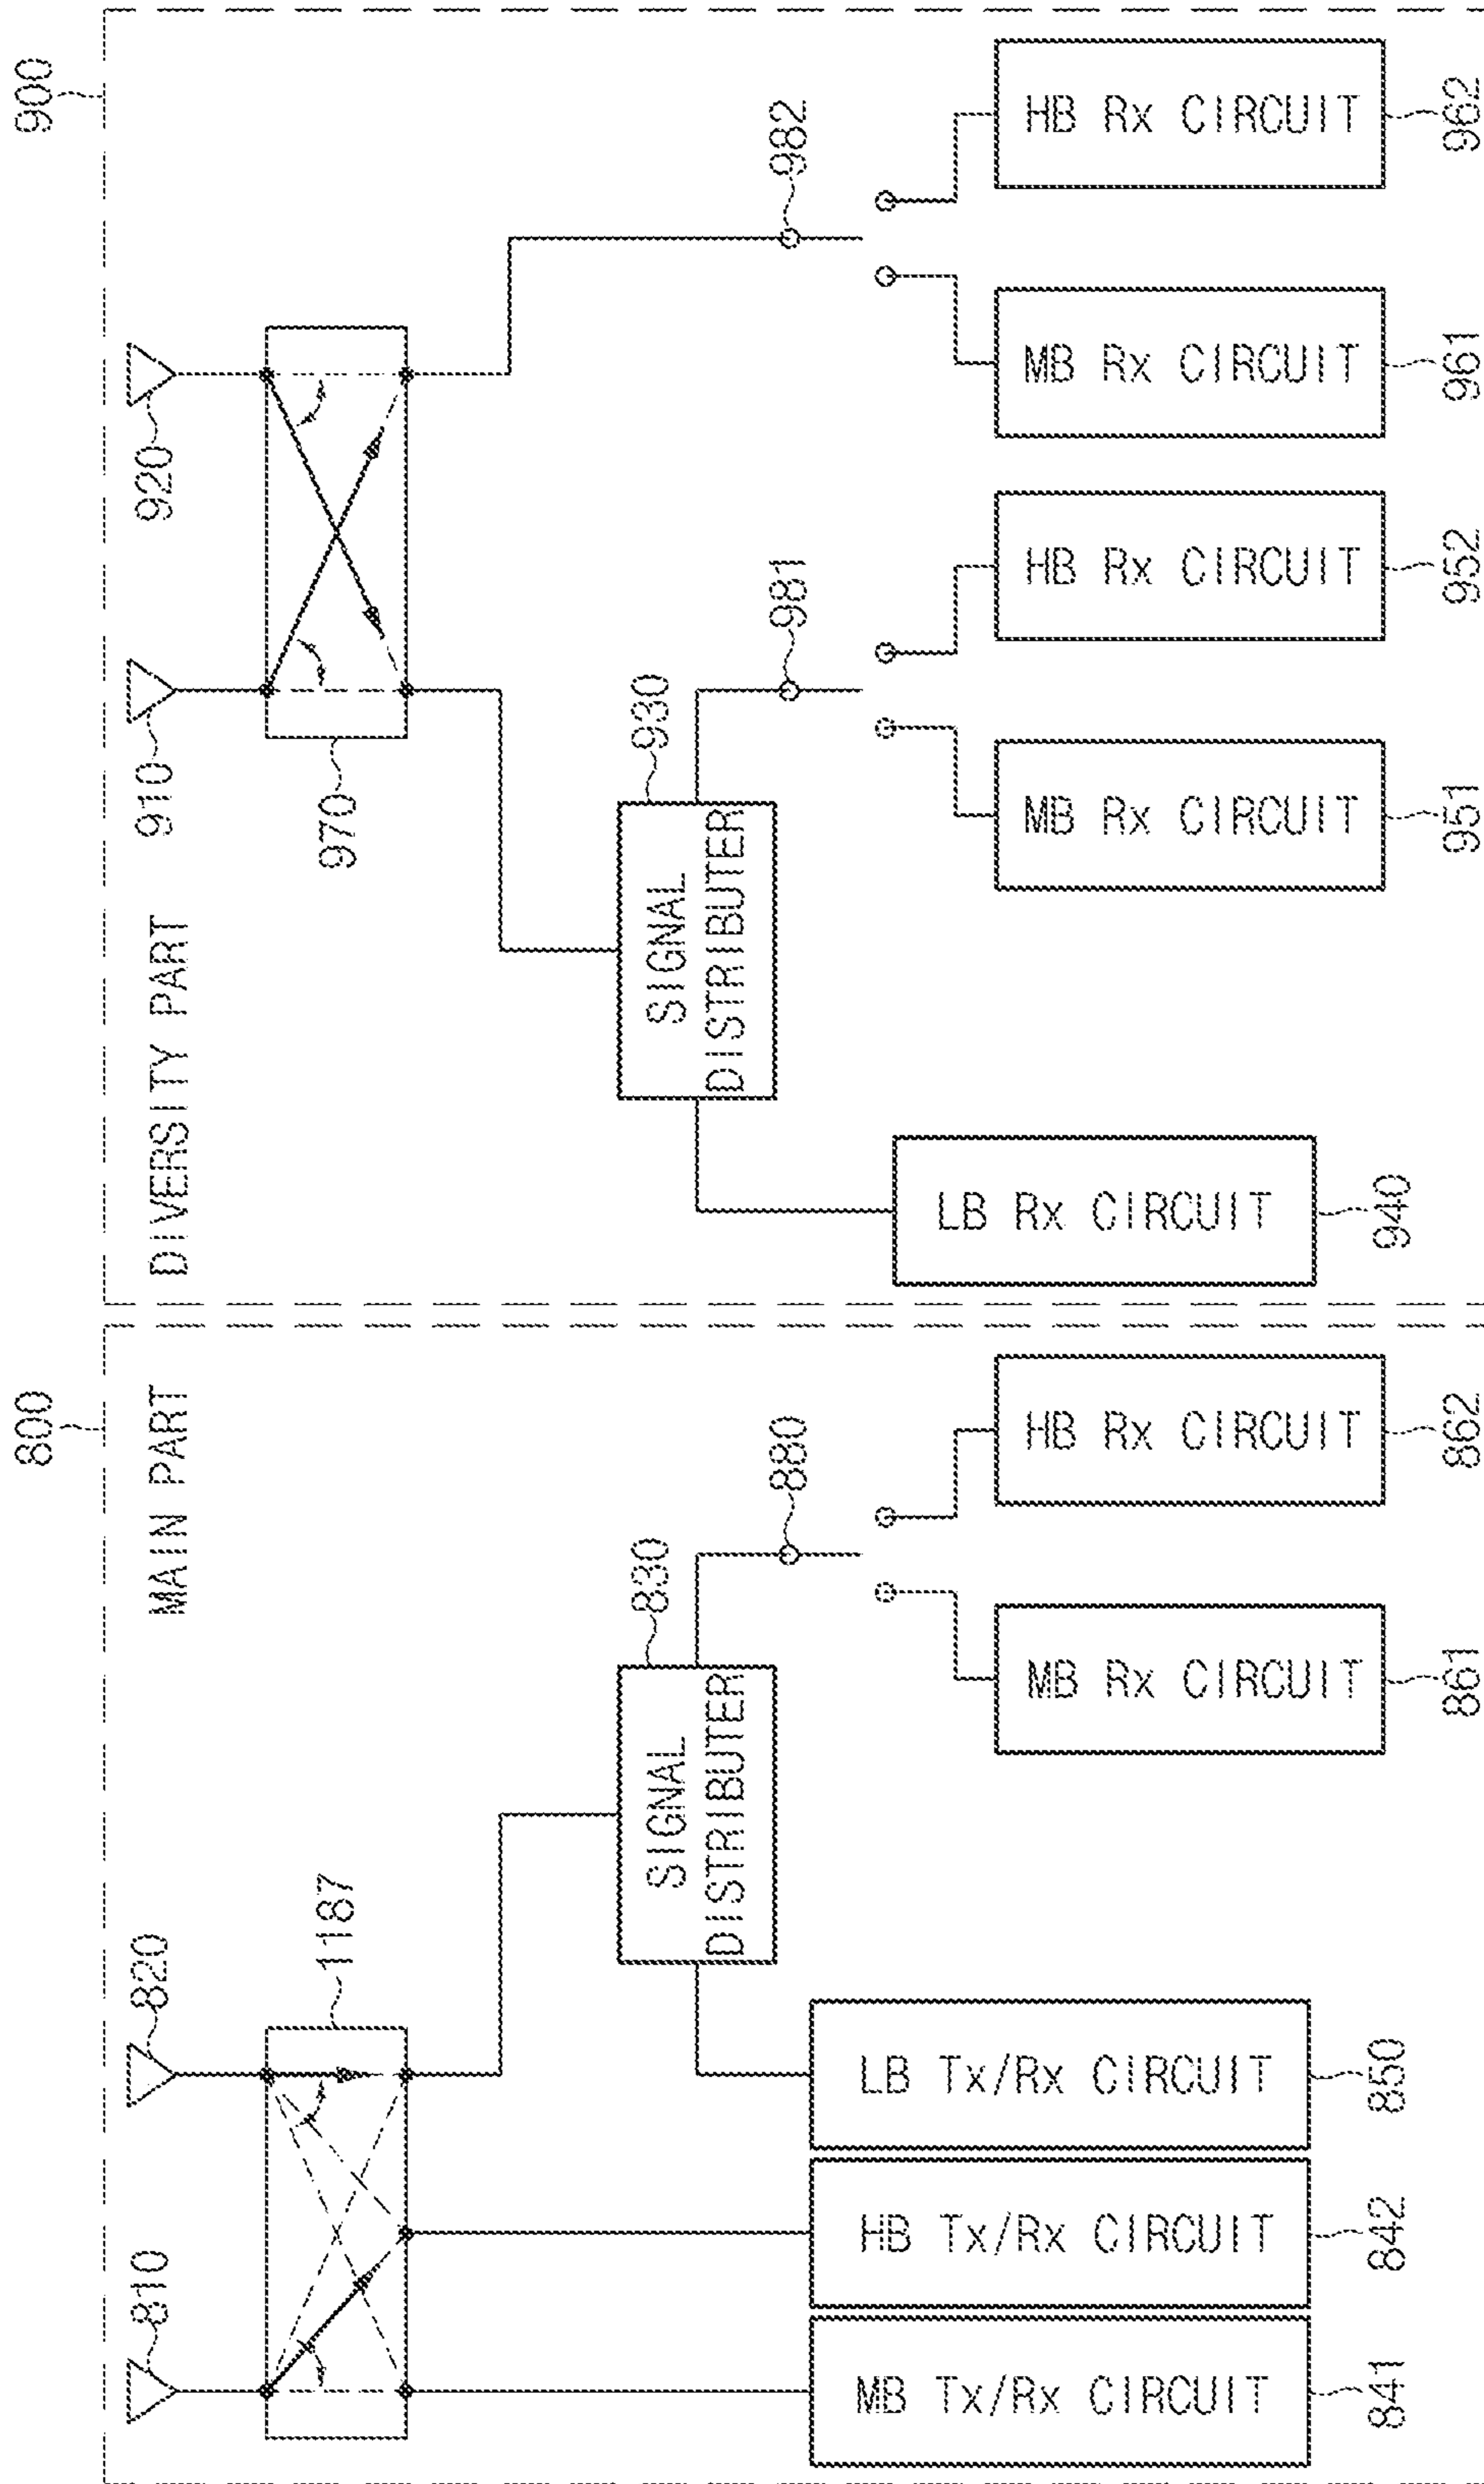 800
MAIN PART
810
820
1187
SIGNAL
DISTRIBUTER
830
880
MB Tx/Rx CIRCUIT
841
HB Tx/Rx CIRCUIT
842
LB Tx/Rx CIRCUIT
850
MB Rx CIRCUIT
861
HB Rx CIRCUIT
862
900
DIVERSITY PART
910
920
970
SIGNAL
DISTRIBUTER
930
981
982
LB Rx CIRCUIT
940
MB Rx CIRCUIT
951
HB Rx CIRCUIT
952
MB Rx CIRCUIT
961
HB Rx CIRCUIT
962